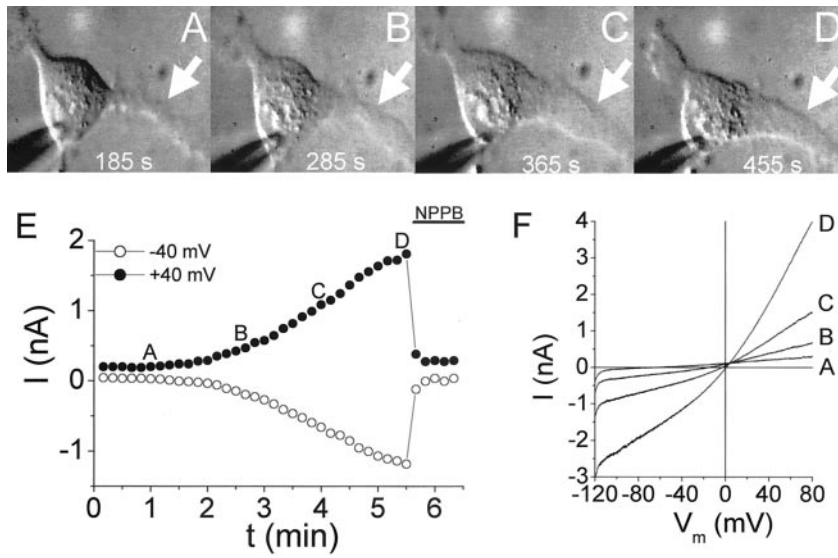 A
B
C
D
185 s
285 s
365 s
455 s
E
NPPB
-40 mV
+40 mV
A
B
C
D
2
1
0
-1
I (nA)
0 1 2 3 4 5 6
t (min)
F
D
C
B
A
4
3
2
1
0
-1
-2
-3
I (nA)
-120 -80 -40 0 40 80
Vm (mV)